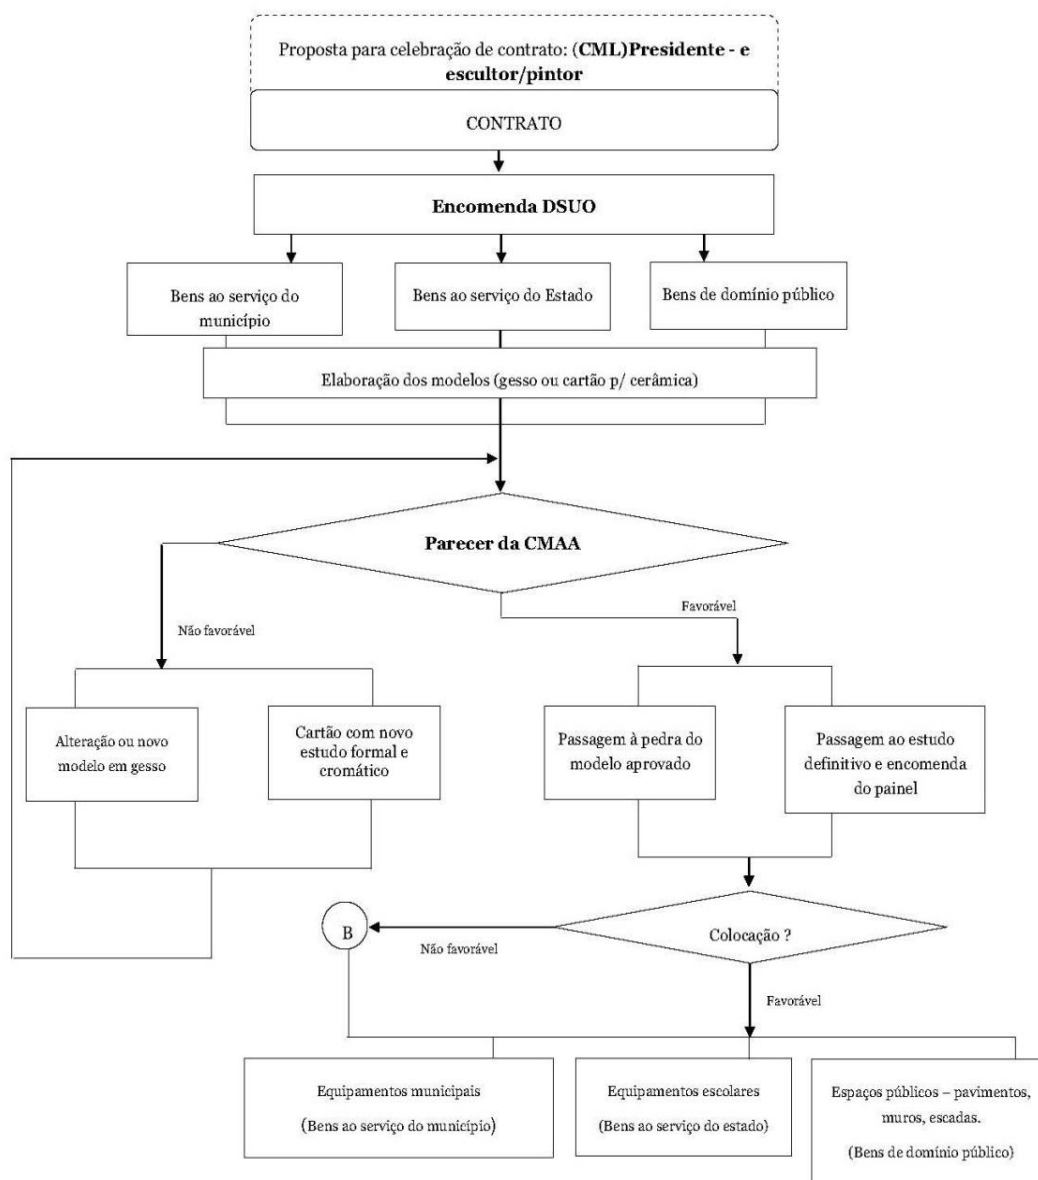 Proposta para celebração de contrato: (CML)Presidente - e
escultor/pintor
CONTRATO
Encomenda DSUO
Bens ao serviço do
município
Bens ao serviço do Estado
Bens de domínio público
Elaboração dos modelos (gesso ou cartão p/ cerâmica)
Parecer da CMAA
Não favorável
Favorável
Alteração ou novo
modelo em gesso
Cartão com novo
estudo formal e
cromático
Passagem à pedra do
modelo aprovado
Passagem ao estudo
definitivo e encomenda
do painel
B
Não favorável
Colocação ?
Favorável
Equipamentos municipais
(Bens ao serviço do município)
Equipamentos escolares
(Bens ao serviço do estado)
Espaços públicos – pavimentos,
muros, escadas.
(Bens de domínio público)